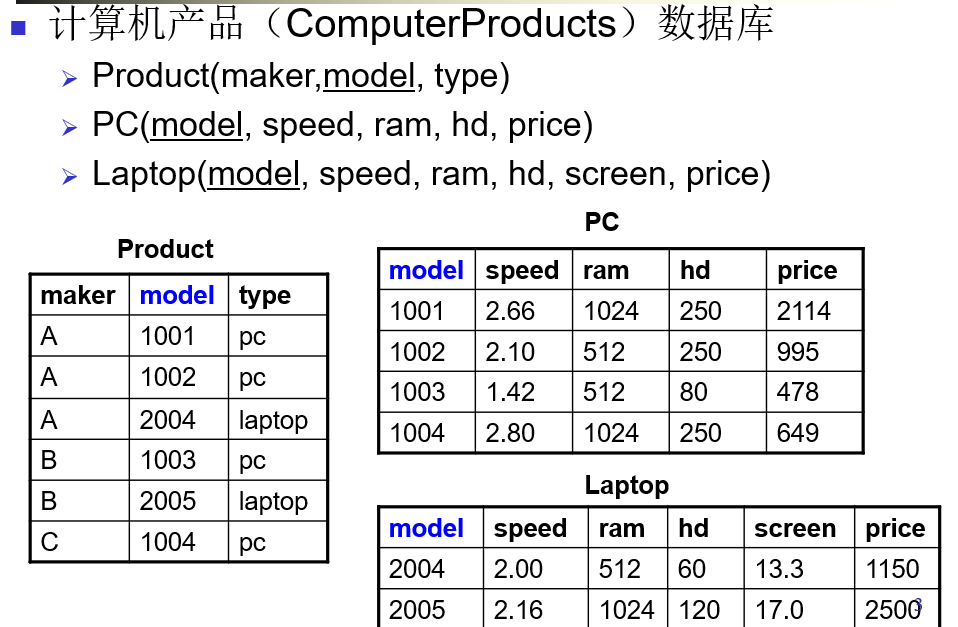 计算机产品（ComputerProducts）数据库
Product(maker,model, type)
PC(model, speed, ram, hd, price)
Laptop(model, speed, ram, hd, screen, price)
Product
maker model type
A 1001 pc
A 1002 pc
A 2004 laptop
B 1003 pc
B 2005 laptop
C 1004 pc
PC
model speed ram hd price
1001 2.66 1024 250 2114
1002 2.10 512 250 995
1003 1.42 512 80 478
1004 2.80 1024 250 649
Laptop
model speed ram hd screen price
2004 2.00 512 60 13.3 1150
2005 2.16 1024 120 17.0 2500
3